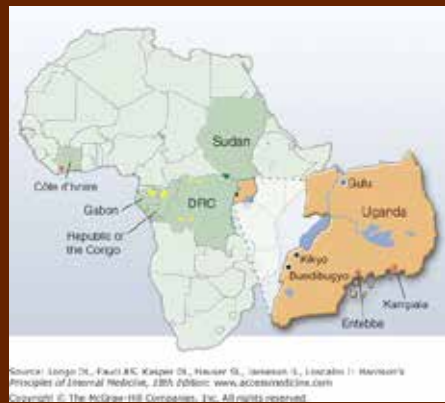 Sudan
Côte d'Ivoire
Gabon
DRC
Republic of
the Congo
Gulu
Uganda
Kikyo
Bundibugyo
Kampala
Entebbe
Source: Longo DL, Fauci AS, Kasper DL, Hauser SL, Jameson JL, Loscalzo J: Harrison's
Principles of Internal Medicine, 18th Edition: www.accessmedicine.com
Copyright © The McGraw-Hill Companies, Inc. All rights reserved.